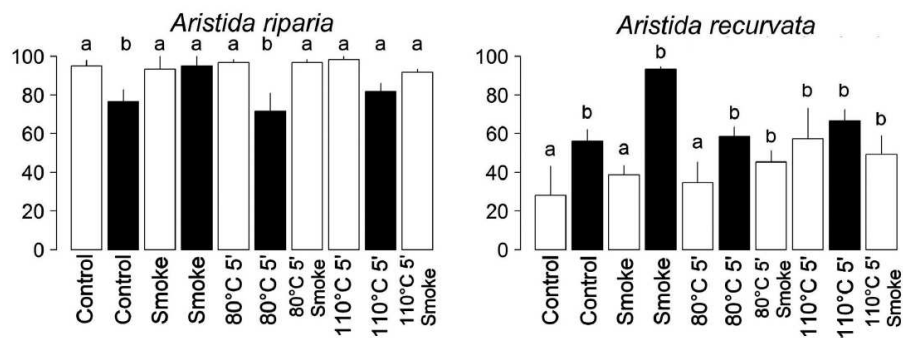 Aristida riparia
a b a a a b a a a a
100
80
60
40
20
0
Control
Control
Smoke
Smoke
80°C 5'
80°C 5'
80°C 5'
Smoke
110°C 5'
110°C 5'
110°C 5'
Smoke
Aristida recurvata
a b a b a b b b b b
100
80
60
40
20
0
Control
Control
Smoke
Smoke
80°C 5'
80°C 5'
80°C 5'
Smoke
110°C 5'
110°C 5'
110°C 5'
Smoke